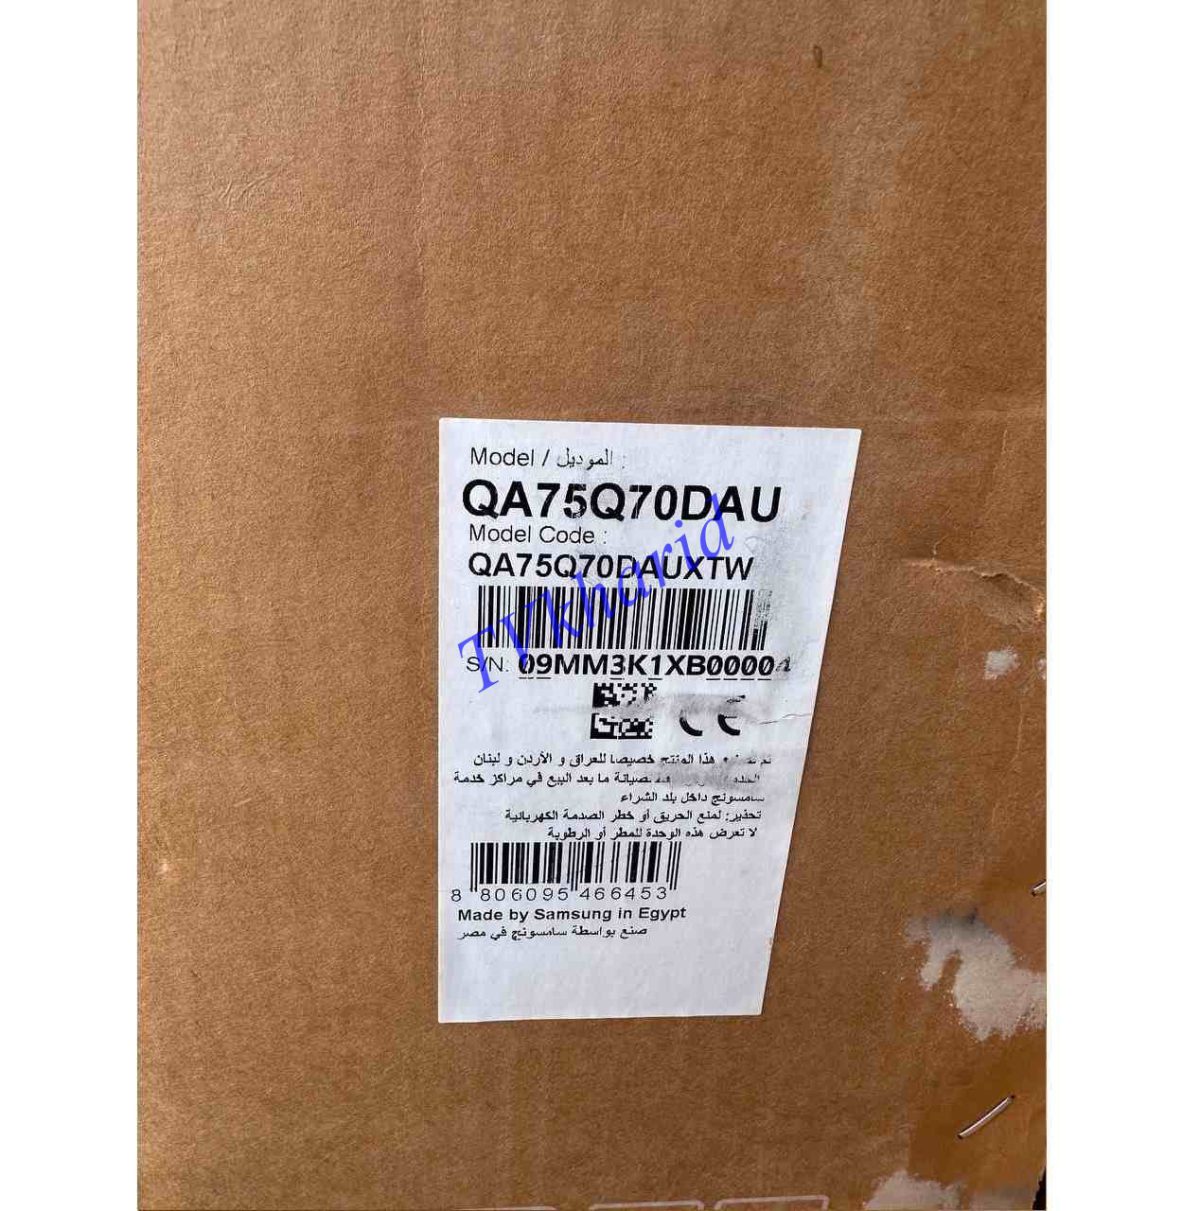 Model / الموديل :
QA75Q70DAU
Model Code :
QA75Q70DAUXTW
TVkharid
S/N: 09MM3K1XB0000
هذا المنتج خصيصا للعراق و الأردن و لبنان
صيانة ما بعد البيع في مراكز خدمة
سامسونج داخل بلد الشراء
تحذير: لمنع الحريق أو خطر الصدمة الكهربائية
لا تعرض هذه الوحدة للمطر أو الرطوبة
8 806095 466453
Made by Samsung in Egypt
صنع بواسطة سامسونج في مصر